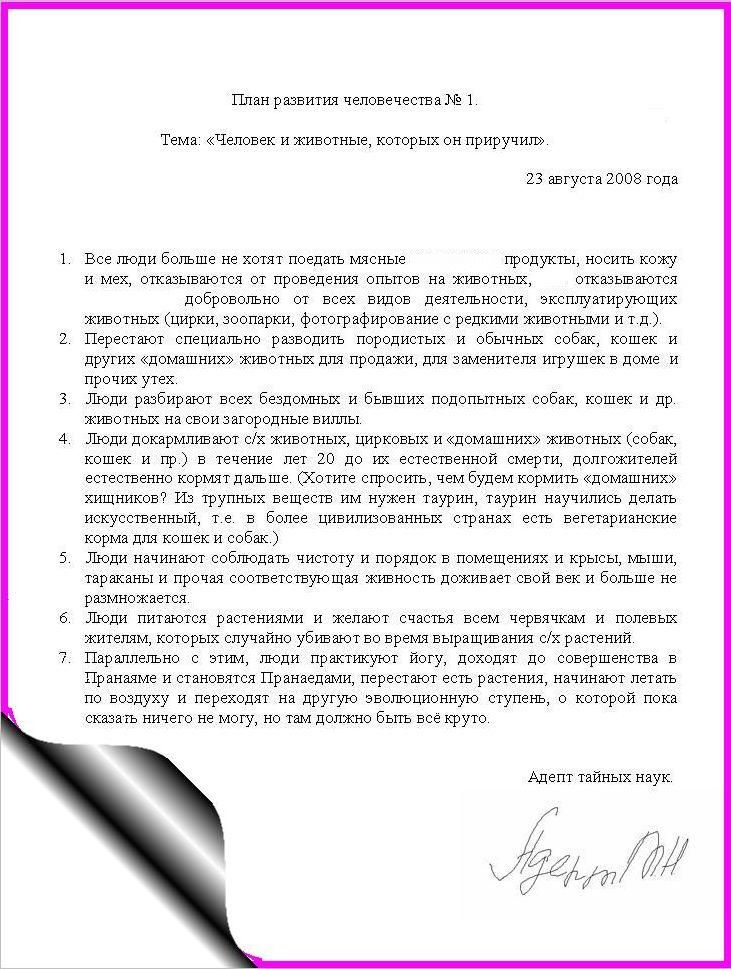 План развития человечества № 1.
Тема: «Человек и животные, которых он приручил».
23 августа 2008 года
1. Все люди больше не хотят поедать мясные продукты, носить кожу
и мех, отказываются от проведения опытов на животных, отказываются
добровольно от всех видов деятельности, эксплуатирующих
животных (цирки, зоопарки, фотографирование с редкими животными и т.д.).
2. Перестают специально разводить породистых и обычных собак, кошек и
других «домашних» животных для продажи, для заменителя игрушек в доме и
прочих утех.
3. Люди разбирают всех бездомных и бывших подопытных собак, кошек и др.
животных на свои загородные виллы.
4. Люди докармливают с/х животных, цирковых и «домашних» животных (собак,
кошек и пр.) в течение лет 20 до их естественной смерти, долгожителей
естественно кормят дальше. (Хотите спросить, чем будем кормить «домашних»
хищников? Из трупных веществ им нужен таурин, таурин научились делать
искусственный, т.е. в более цивилизованных странах есть вегетарианские
корма для кошек и собак.)
5. Люди начинают соблюдать чистоту и порядок в помещениях и крысы, мыши,
тараканы и прочая соответствующая живность доживает свой век и больше не
размножается.
6. Люди питаются растениями и желают счастья всем червячкам и полевых
жителям, которых случайно убивают во время выращивания с/х растений.
7. Параллельно с этим, люди практикуют йогу, доходят до совершенства в
Пранаяме и становятся Пранаедами, перестают есть растения, начинают летать
по воздуху и переходят на другую эволюционную ступень, о которой пока
сказать ничего не могу, но там должно быть всё круто.
Адепт тайных наук.
Адепт ТН